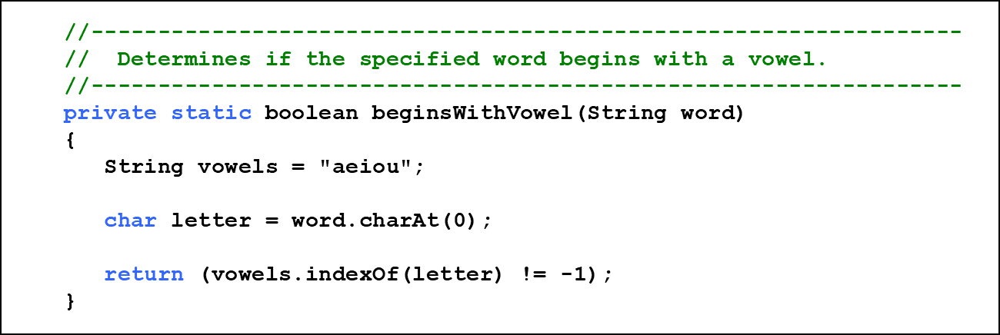 //-----------------------------------------------------------------
//  Determines if the specified word begins with a vowel.
//-----------------------------------------------------------------
private static boolean beginsWithVowel(String word)
{
   String vowels = "aeiou";
   char letter = word.charAt(0);
   return (vowels.indexOf(letter) != -1);
}